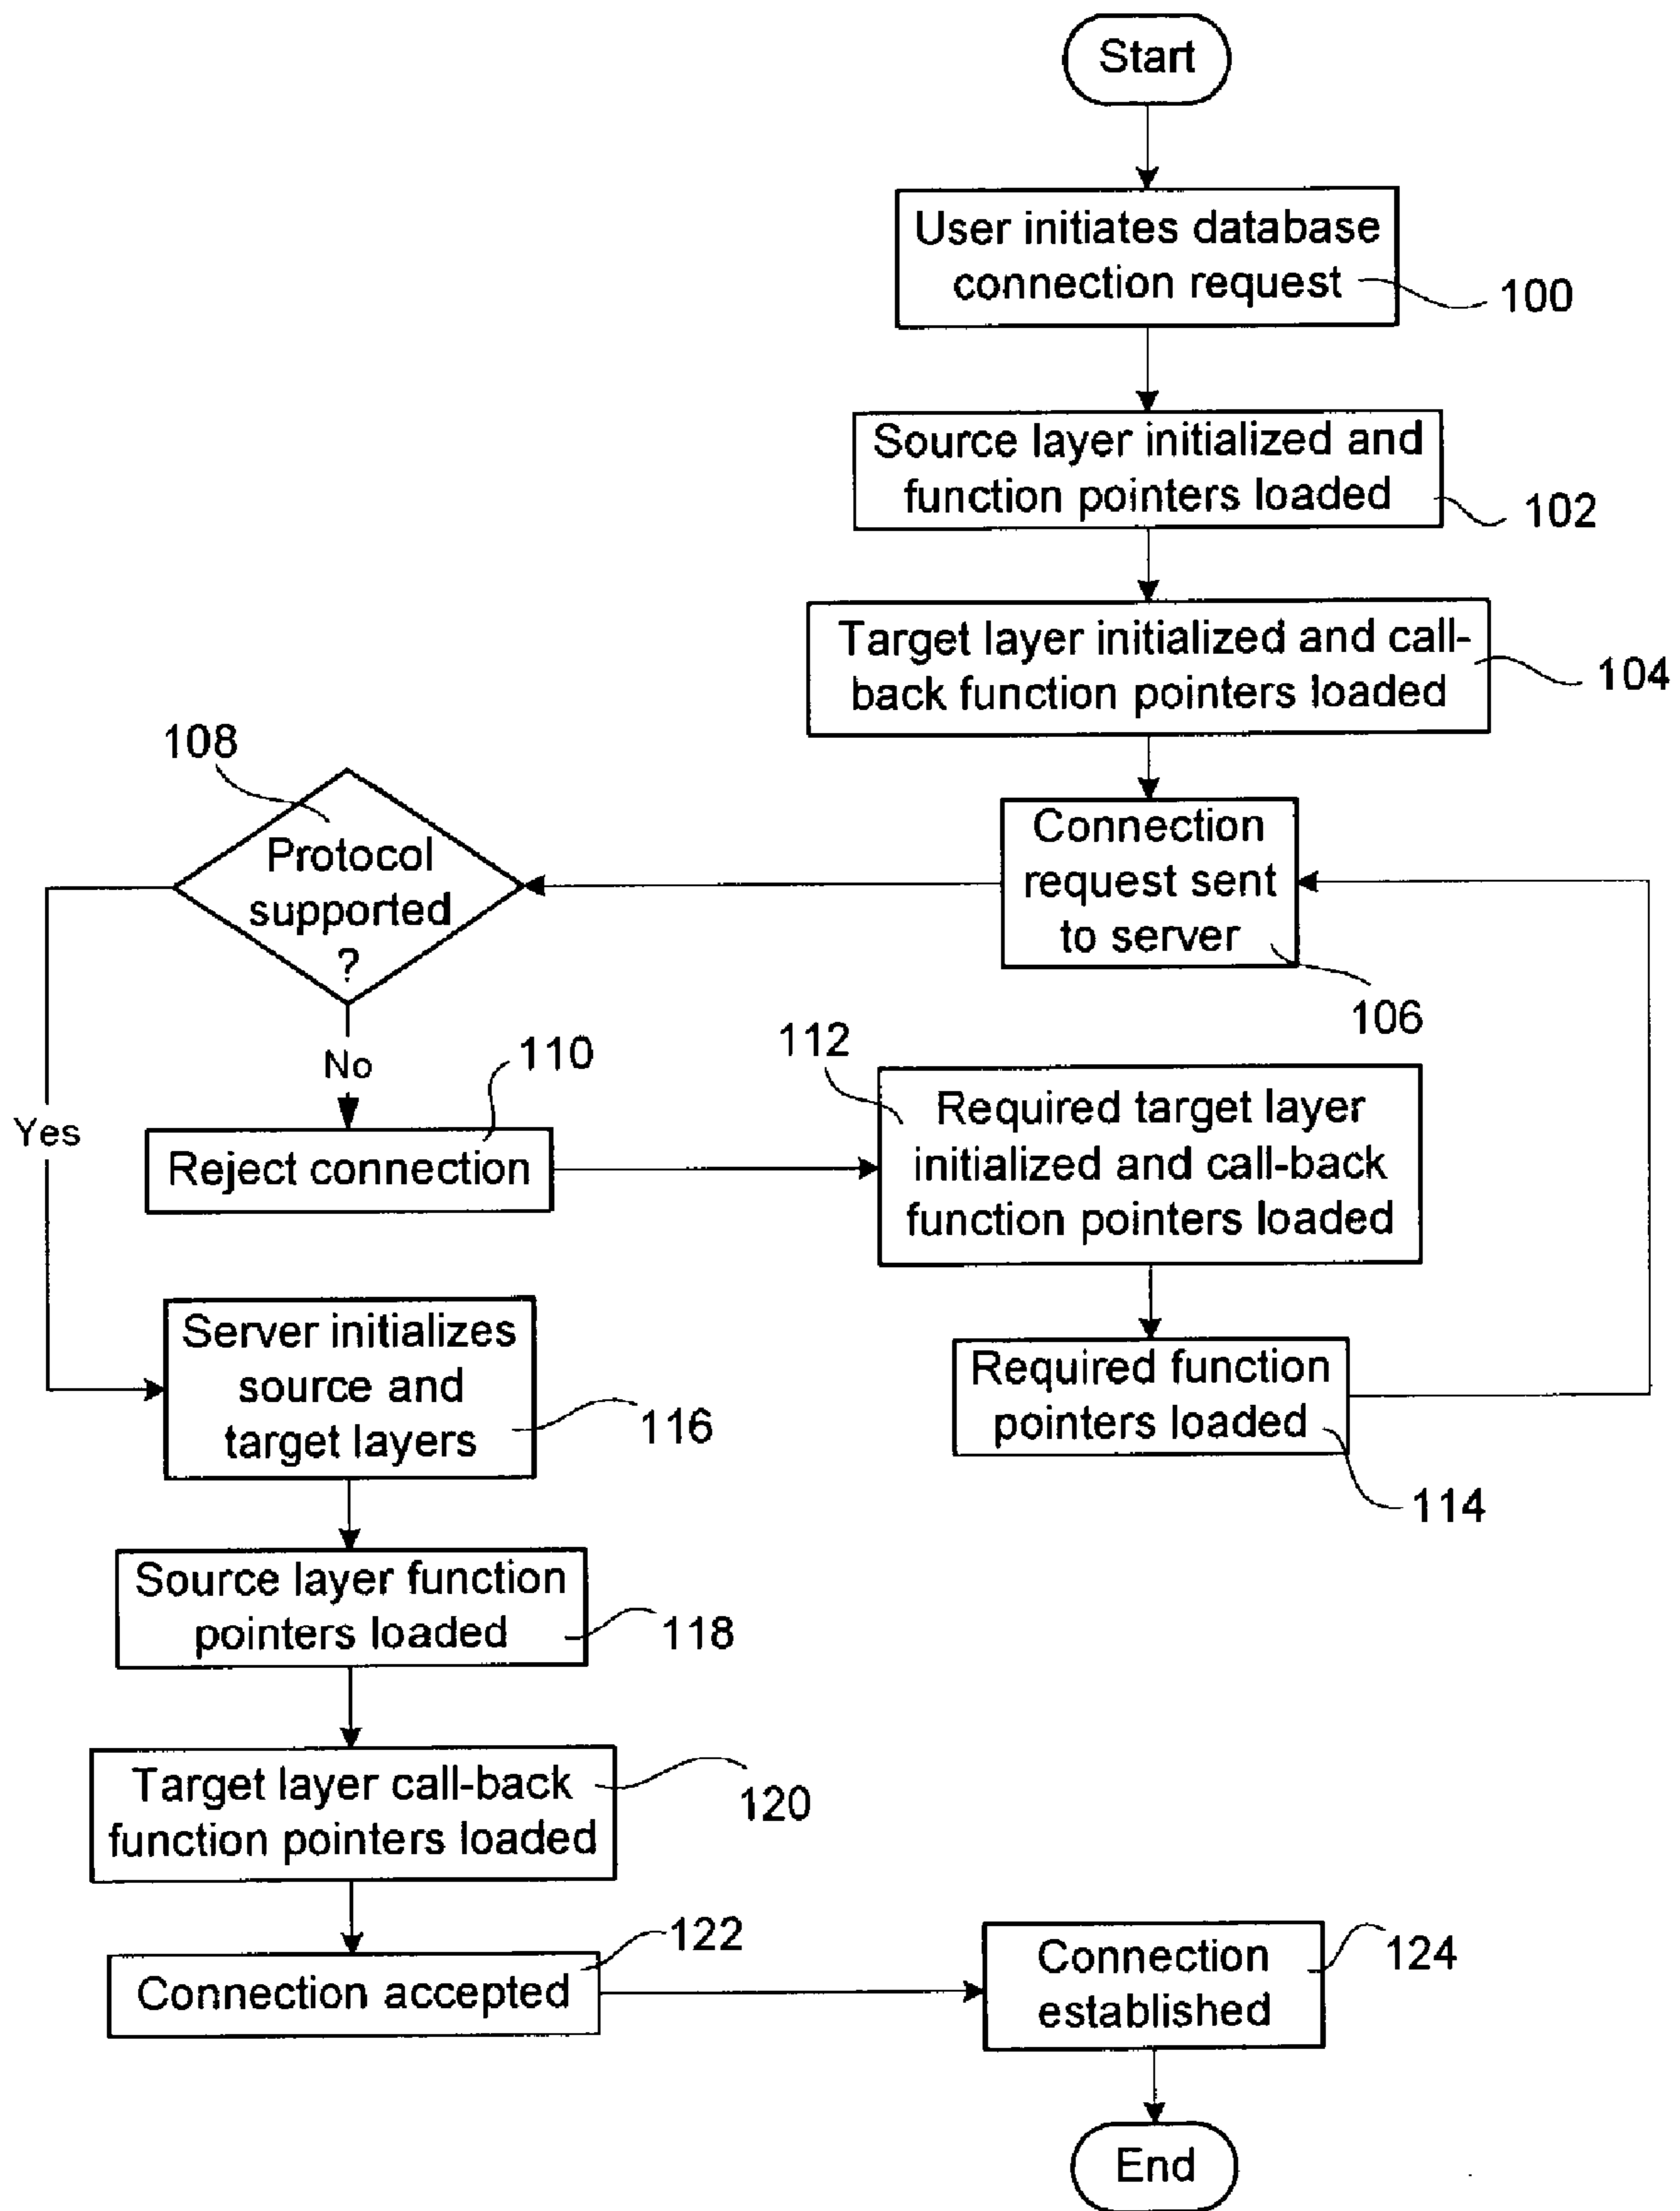 Start
User initiates database
connection request
100
Source layer initialized and
function pointers loaded
102
Target layer initialized and call-
back function pointers loaded
104
Connection
request sent
to server
106
108
Protocol
supported
?
No
Yes
110
Reject connection
112
Required target layer
initialized and call-back
function pointers loaded
Required function
pointers loaded
114
Server initializes
source and
target layers
116
Source layer function
pointers loaded
118
Target layer call-back
function pointers loaded
120
Connection accepted
122
Connection
established
124
End